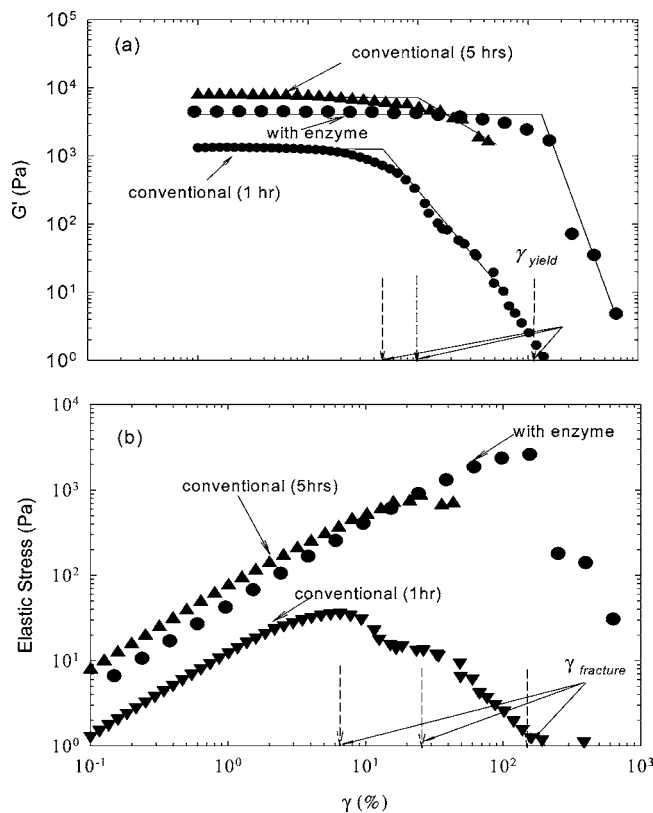 10^5
(a)
conventional (5 hrs)
10^4
with enzyme
10^3
conventional (1 hr)
G' (Pa)
10^2
γ yield
10^1
10^0
10^4
(b)
with enzyme
conventional (5hrs)
10^3
Elastic Stress (Pa)
10^2
conventional (1hr)
10^1
γ fracture
10^0
10^-1 10^0 10^1 10^2 10^3
γ (%)